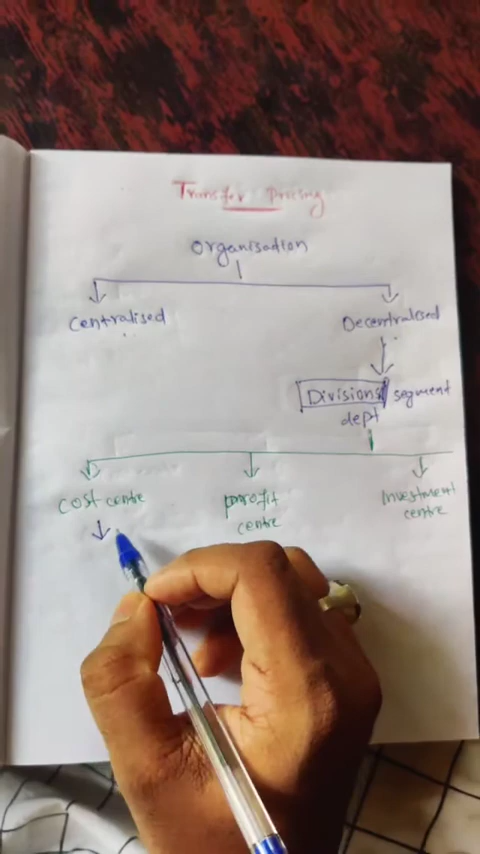 Transfer Pricing
Organisation
Centralised
Decentralised
Divisions segment
dept
cost centre
profit
centre
Investment
centre